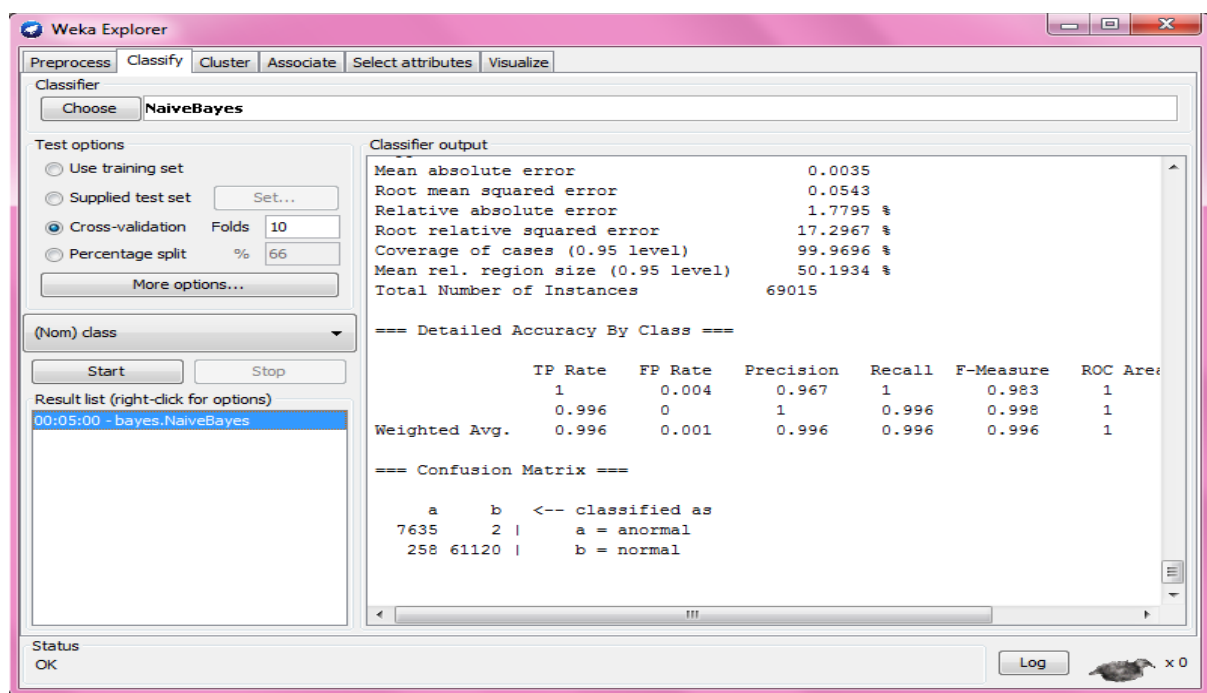 Weka Explorer
Preprocess Classify Cluster Associate Select attributes Visualize
Classifier
Choose NaiveBayes
Test options
Use training set
Supplied test set Set...
Cross-validation Folds 10
Percentage split % 66
More options...
(Nom) class
Start Stop
Result list (right-click for options)
00:05:00 - bayes.NaiveBayes
Classifier output
Mean absolute error 0.0035
Root mean squared error 0.0543
Relative absolute error 1.7795 %
Root relative squared error 17.2967 %
Coverage of cases (0.95 level) 99.9696 %
Mean rel. region size (0.95 level) 50.1934 %
Total Number of Instances 69015
=== Detailed Accuracy By Class ===
TP Rate FP Rate Precision Recall F-Measure ROC Area
1 0.004 0.967 1 0.983 1
0.996 0 1 0.996 0.998 1
Weighted Avg. 0.996 0.001 0.996 0.996 0.996 1
=== Confusion Matrix ===
a b <-- classified as
7635 2 | a = anormal
258 61120 | b = normal
Status
OK
Log x 0